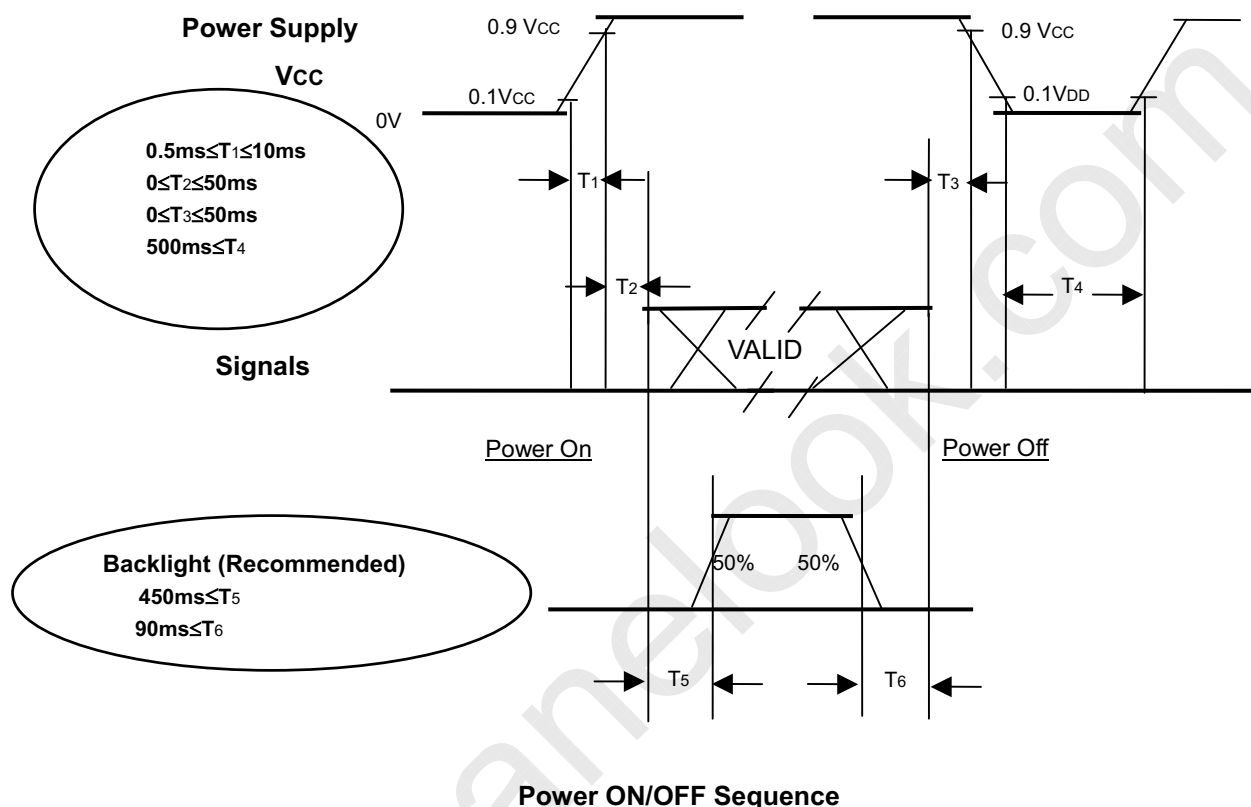 Power Supply
0.9 VCC
0.9 VCC
VCC
0.1VCC
0.1VDD
0V
0.5ms≤T1≤10ms
0≤T2≤50ms
0≤T3≤50ms
500ms≤T4
T1
T3
T2
T4
VALID
Signals
Power On
Power Off
Backlight (Recommended)
450ms≤T5
90ms≤T6
50%
50%
T5
T6
Power ON/OFF Sequence
anelook.com